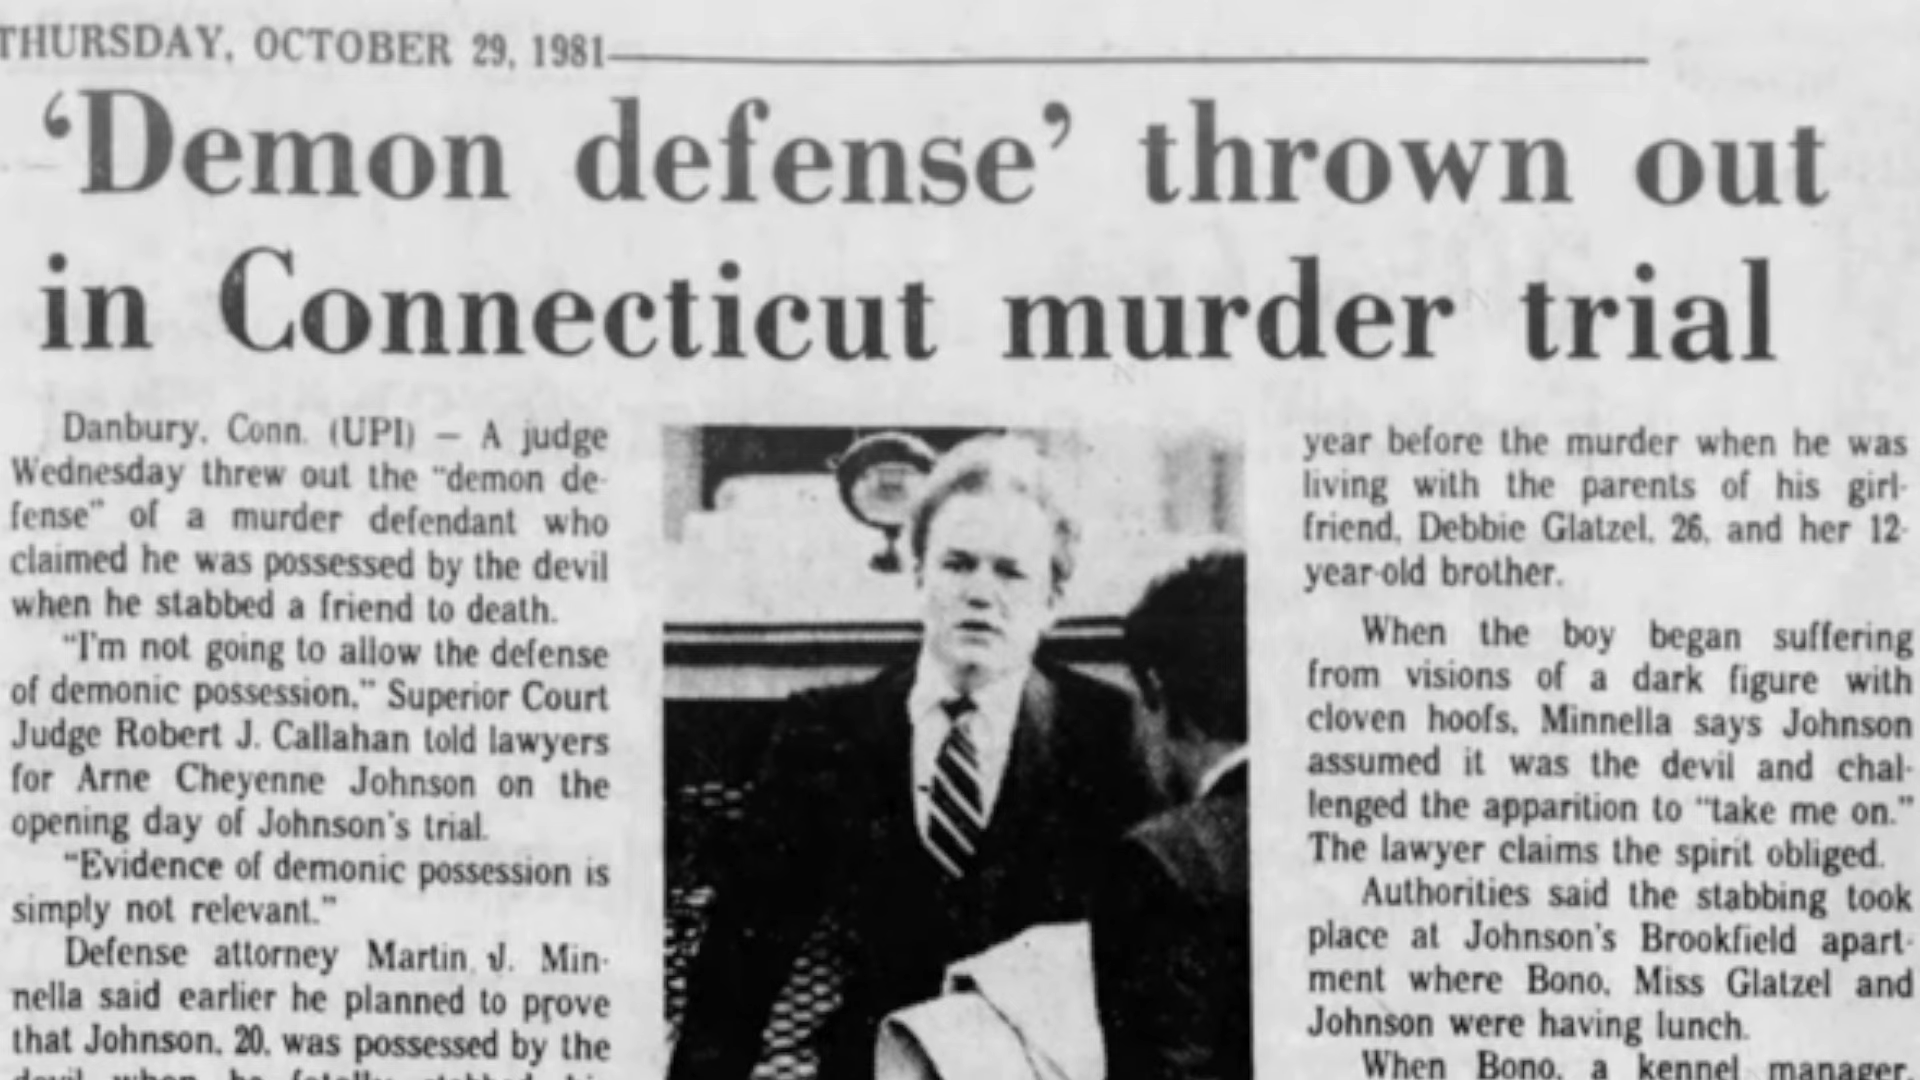 THURSDAY, OCTOBER 29, 1981
‘Demon defense’ thrown out
in Connecticut murder trial
Danbury, Conn. (UPI) — A judge
Wednesday threw out the “demon de-
fense” of a murder defendant who
claimed he was possessed by the devil
when he stabbed a friend to death.
“I'm not going to allow the defense
of demonic possession,” Superior Court
Judge Robert J. Callahan told lawyers
for Arne Cheyenne Johnson on the
opening day of Johnson's trial.
“Evidence of demonic possession is
simply not relevant.”
Defense attorney Martin J. Min-
nella said earlier he planned to prove
that Johnson, 20, was possessed by the
devil when he fatally stabbed
year before the murder when he was
living with the parents of his girl-
friend, Debbie Glatzel, 26, and her 12-
year-old brother.
When the boy began suffering
from visions of a dark figure with
cloven hoofs, Minnella says Johnson
assumed it was the devil and chal-
lenged the apparition to “take me on.”
The lawyer claims the spirit obliged.
Authorities said the stabbing took
place at Johnson's Brookfield apart-
ment where Bono, Miss Glatzel and
Johnson were having lunch.
When Bono, a kennel manager,